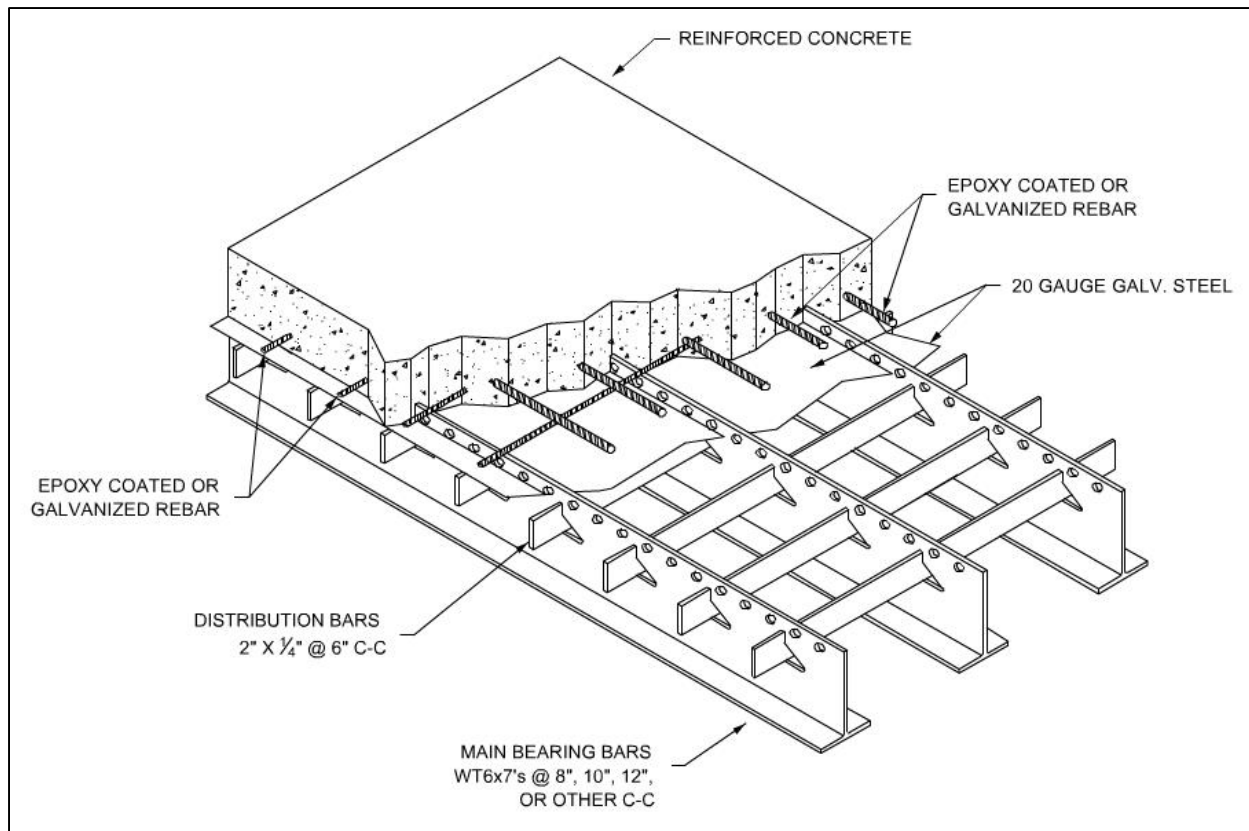 REINFORCED CONCRETE
EPOXY COATED OR
GALVANIZED REBAR
20 GAUGE GALV. STEEL
EPOXY COATED OR
GALVANIZED REBAR
DISTRIBUTION BARS
2" X 1/4" @ 6" C-C
MAIN BEARING BARS
WT6x7's @ 8", 10", 12",
OR OTHER C-C